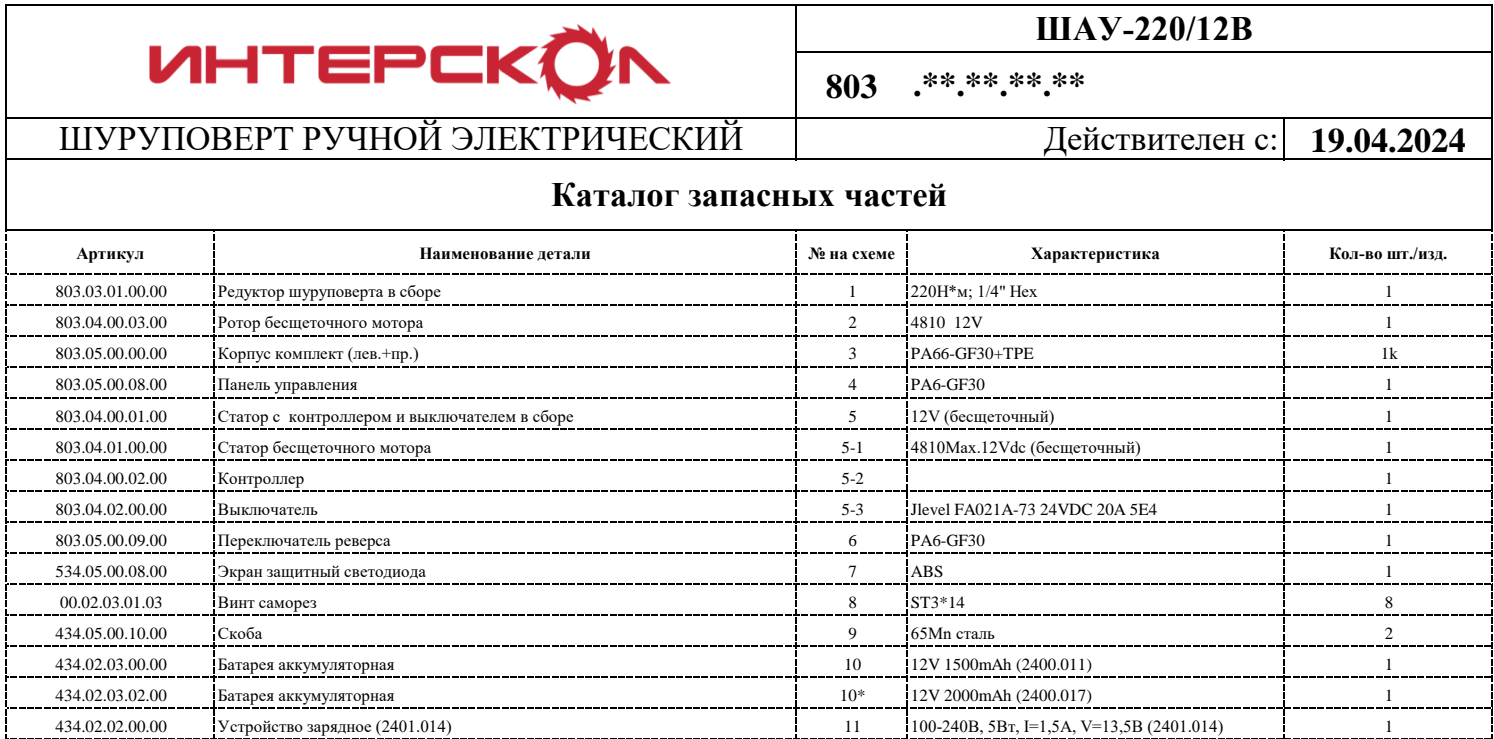 ИНТЕРСКОЛ
ШАУ-220/12В
803 .**.**.**.**
ШУРУПОВЕРТ РУЧНОЙ ЭЛЕКТРИЧЕСКИЙ Действителен с: 19.04.2024
Каталог запасных частей
Артикул Наименование детали № на схеме Характеристика Кол-во шт./изд.
803.03.01.00.00 Редуктор шуруповерта в сборе 1 220Н*м; 1/4" Hex 1
803.04.00.03.00 Ротор бесщеточного мотора 2 4810 12V 1
803.05.00.00.00 Корпус комплект (лев.+пр.) 3 PA66-GF30+TPE 1k
803.05.00.08.00 Панель управления 4 PA6-GF30 1
803.04.00.01.00 Статор с контроллером и выключателем в сборе 5 12V (бесщеточный) 1
803.04.01.00.00 Статор бесщеточного мотора 5-1 4810Max.12Vdc (бесщеточный) 1
803.04.00.02.00 Контроллер 5-2 1
803.04.02.00.00 Выключатель 5-3 Jlevel FA021A-73 24VDC 20A 5E4 1
803.05.00.09.00 Переключатель реверса 6 PA6-GF30 1
534.05.00.08.00 Экран защитный светодиода 7 ABS 1
00.02.03.01.03 Винт саморез 8 ST3*14 8
434.05.00.10.00 Скоба 9 65Mn сталь 2
434.02.03.00.00 Батарея аккумуляторная 10 12V 1500mAh (2400.011) 1
434.02.03.02.00 Батарея аккумуляторная 10* 12V 2000mAh (2400.017) 1
434.02.02.00.00 Устройство зарядное (2401.014) 11 100-240В, 5Вт, I=1,5A, V=13,5В (2401.014) 1